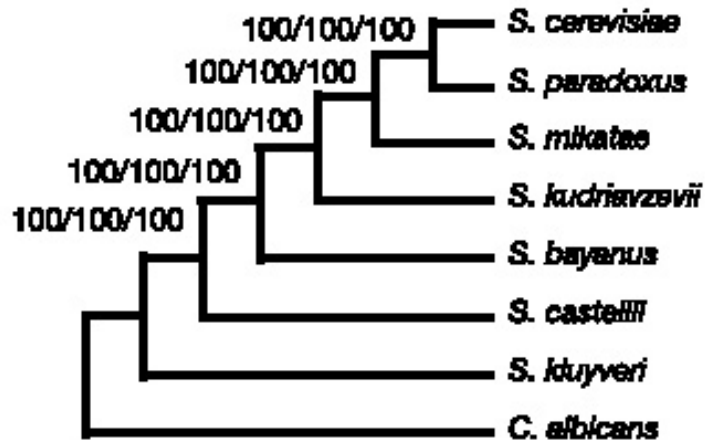 100/100/100 S. cerevisiae
100/100/100 S. paradoxus
100/100/100 S. mikatae
100/100/100 S. kudriavzevii
100/100/100 S. bayanus
S. castellii
S. kluyveri
C. albicans